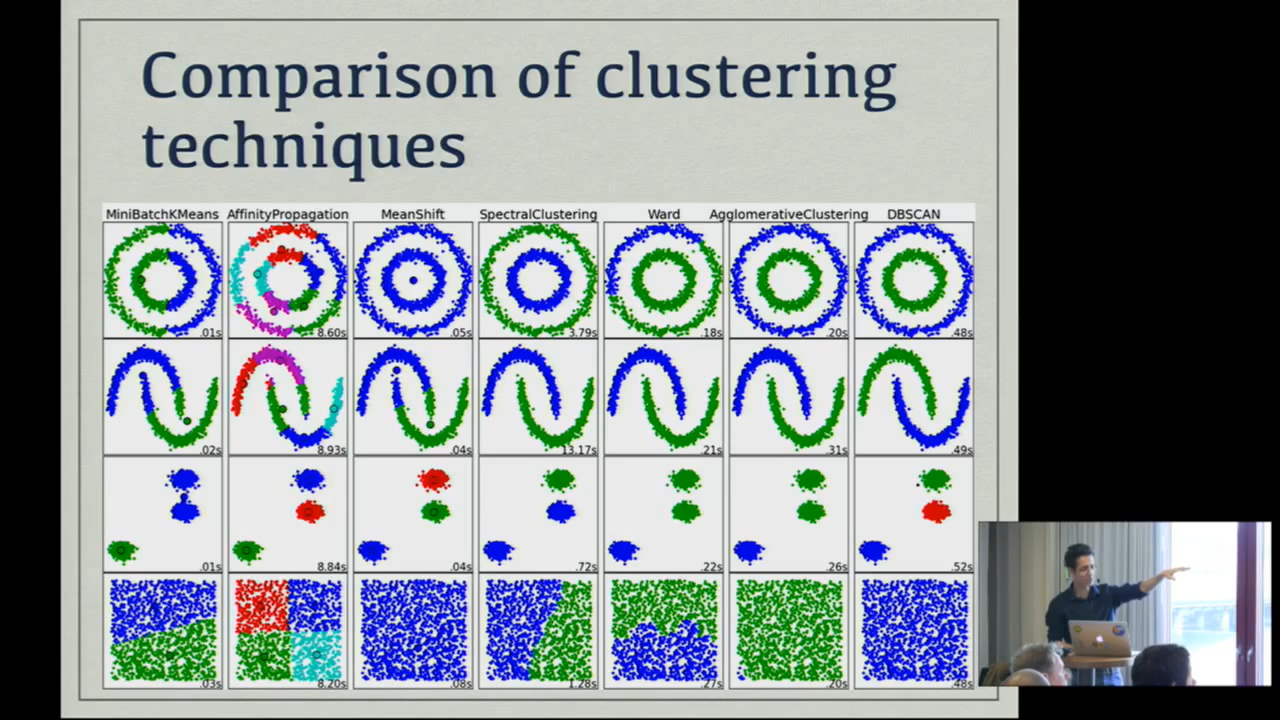 Comparison of clustering
techniques
MiniBatchKMeans AffinityPropagation MeanShift SpectralClustering Ward AgglomerativeClustering DBSCAN
.01s 8.60s .05s 3.79s .18s .20s .48s
.02s 8.93s .04s 13.17s .21s .31s .49s
.01s 8.84s .04s .72s .22s .26s .52s
.03s 8.20s .08s 1.28s .27s .20s .48s